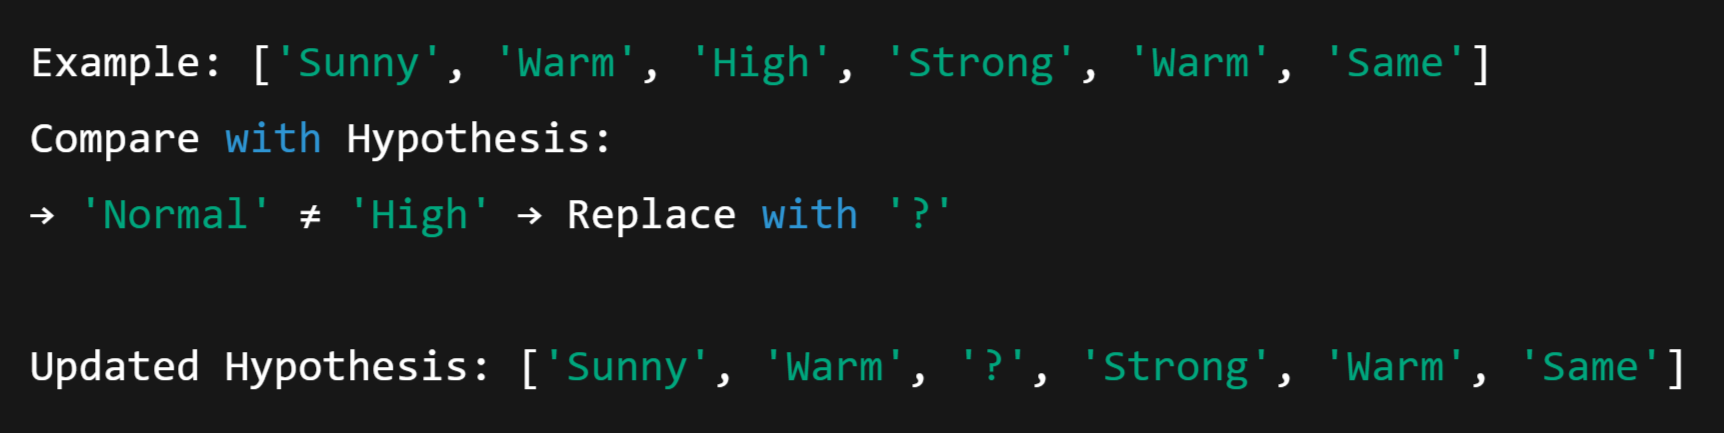 Example: ['Sunny', 'Warm', 'High', 'Strong', 'Warm', 'Same']
Compare with Hypothesis:
→ 'Normal' ≠ 'High' → Replace with '?'
Updated Hypothesis: ['Sunny', 'Warm', '?', 'Strong', 'Warm', 'Same']